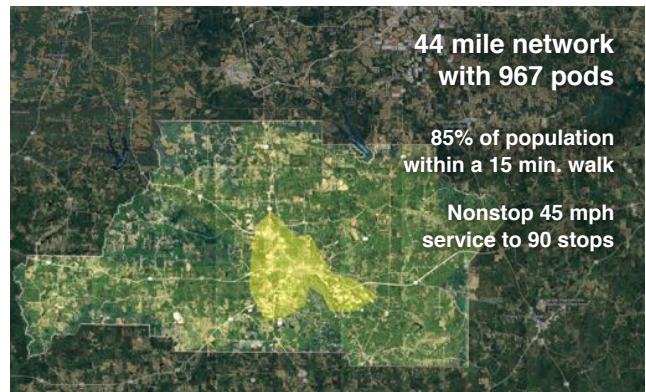 44 mile network
with 967 pods
85% of population
within a 15 min. walk
Nonstop 45 mph
service to 90 stops